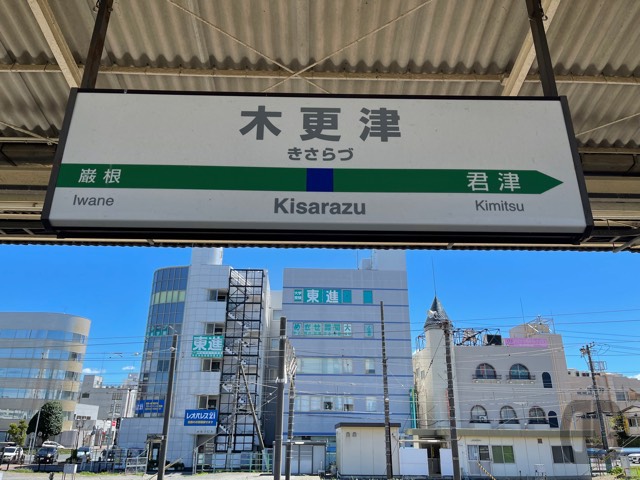 木更津
きさらづ
巌根
君津
Iwane
Kisarazu
Kimitsu
東進
東進
レオパレス21